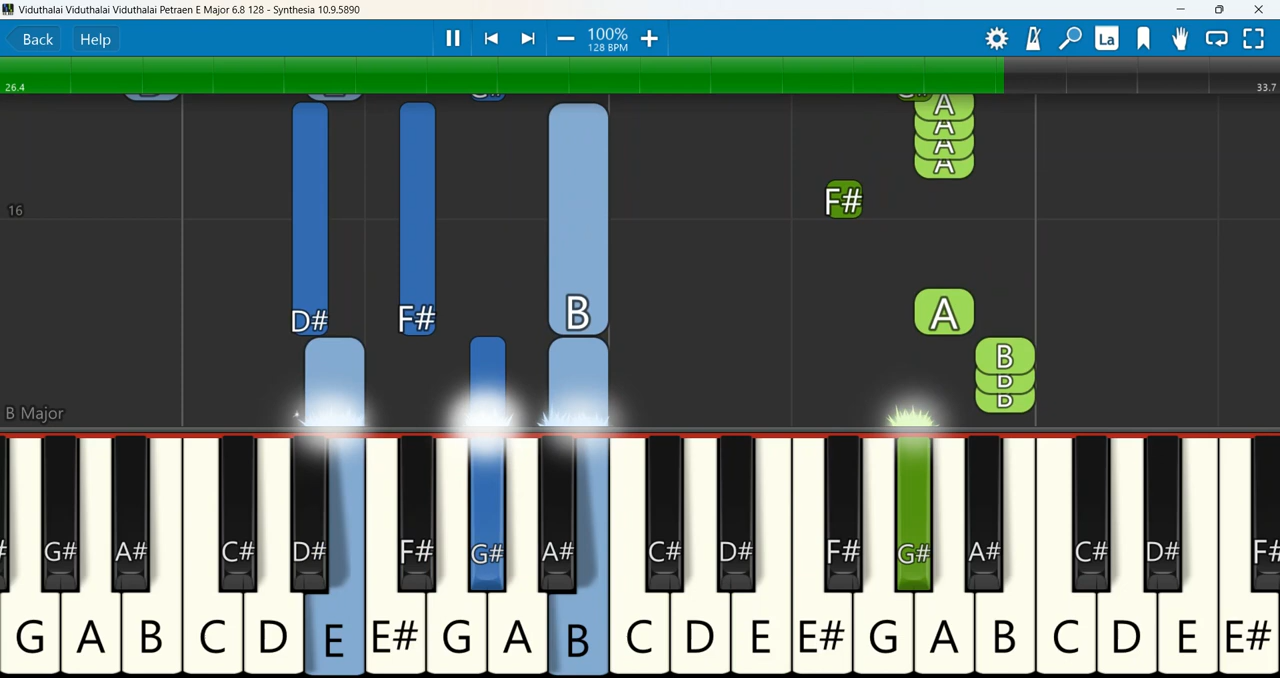 Viduthalai Viduthalai Viduthalai Petraen E Major 6.8 128 - Synthesia 10.9.5890
Back Help 100% La
128 BPM
26.4 33.7
G# A
A
A
A
16 F#
D# F# B A
B
B
B
B Major
G# A# C# D# F# G# A# C# D# F# G# A# C# D# F#
G A B C D E E# G A B C D E E# G A B C D E E#